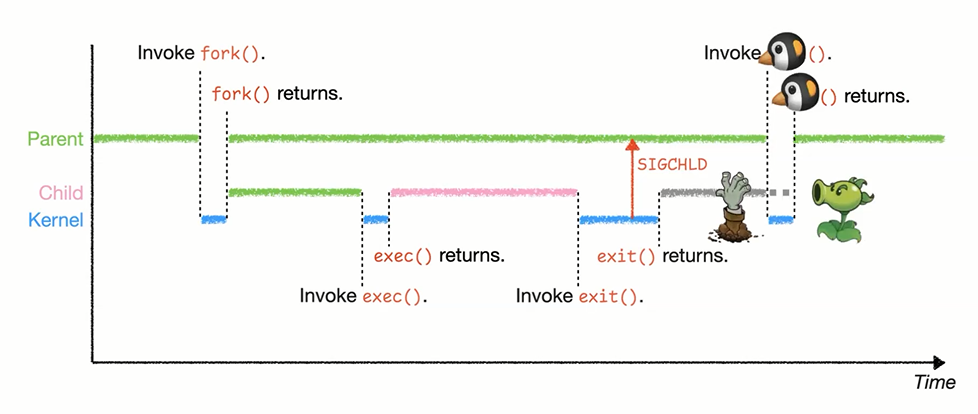 Invoke fork().
Invoke ().
fork() returns.
() returns.
Parent
SIGCHLD
Child
Kernel
exec() returns.
exit() returns.
Invoke exec().
Invoke exit().
Time